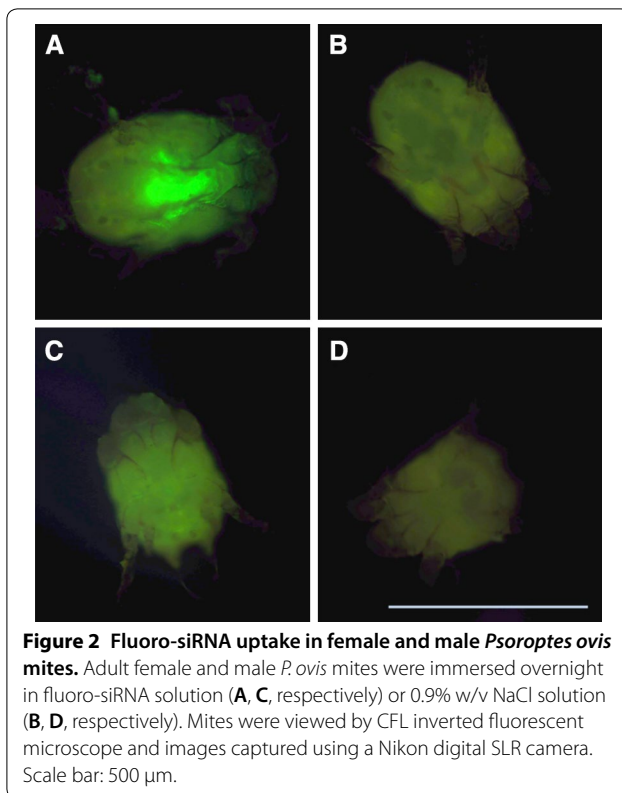 A
B
C
D
Figure 2 Fluoro-siRNA uptake in female and male Psoroptes ovis
mites. Adult female and male P. ovis mites were immersed overnight
in fluoro-siRNA solution (A, C, respectively) or 0.9% w/v NaCl solution
(B, D, respectively). Mites were viewed by CFL inverted fluorescent
microscope and images captured using a Nikon digital SLR camera.
Scale bar: 500 μm.